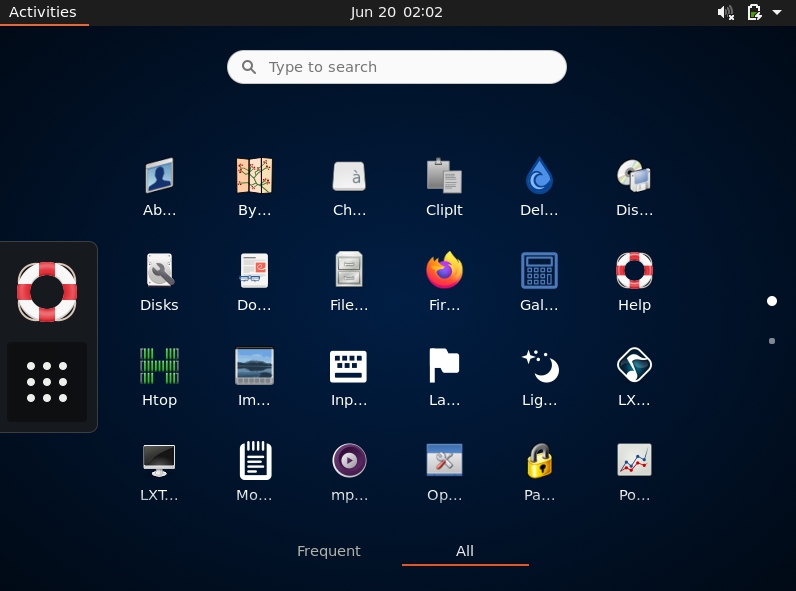 Activities
Jun 20 02:02
Type to search
Ab...
By...
Ch...
ClipIt
Del...
Dis...
à
Disks
Do...
File...
Fir...
Gal...
Help
Htop
Im...
Inp...
La...
Lig...
LX...
LXT...
Mo...
mp...
Op...
Pa...
Po...
Frequent
All